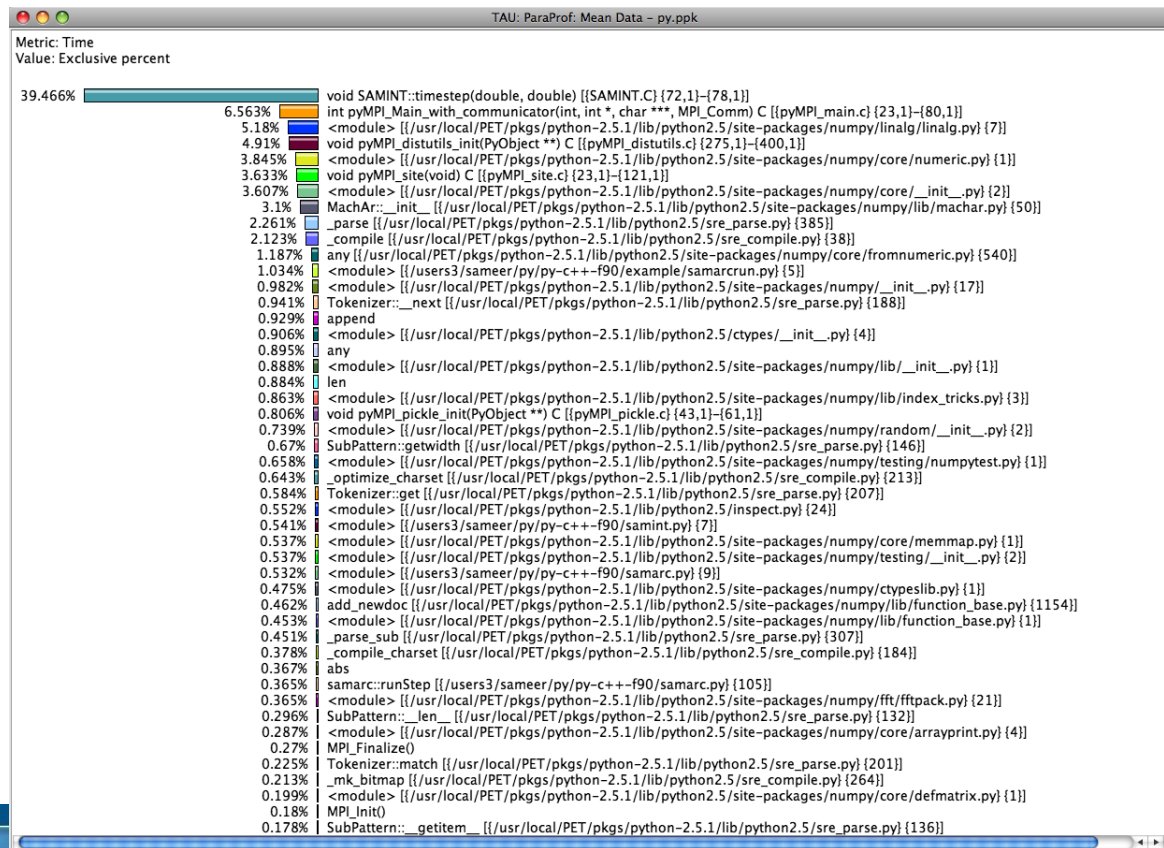 TAU: ParaProf: Mean Data – py.ppk
Metric: Time
Value: Exclusive percent
39.466% void SAMINT::timestep(double, double) [{SAMINT.C} {72,1}-{78,1}]
6.563% int pyMPI_Main_with_communicator(int, int *, char ***, MPI_Comm) C [{pyMPI_main.c} {23,1}-{80,1}]
5.18% <module> [{/usr/local/PET/pkgs/python-2.5.1/lib/python2.5/site-packages/numpy/linalg/linalg.py} {7}]
4.91% void pyMPI_distutils_init(PyObject **) C [{pyMPI_distutils.c} {275,1}-{400,1}]
3.845% <module> [{/usr/local/PET/pkgs/python-2.5.1/lib/python2.5/site-packages/numpy/core/numeric.py} {1}]
3.633% void pyMPI_site(void) C [{pyMPI_site.c} {23,1}-{121,1}]
3.607% <module> [{/usr/local/PET/pkgs/python-2.5.1/lib/python2.5/site-packages/numpy/core/__init__.py} {2}]
3.1% MachAr::__init__ [{/usr/local/PET/pkgs/python-2.5.1/lib/python2.5/site-packages/numpy/lib/machar.py} {50}]
2.261% _parse [{/usr/local/PET/pkgs/python-2.5.1/lib/python2.5/sre_parse.py} {385}]
2.123% _compile [{/usr/local/PET/pkgs/python-2.5.1/lib/python2.5/sre_compile.py} {38}]
1.187% any [{/usr/local/PET/pkgs/python-2.5.1/lib/python2.5/site-packages/numpy/core/fromnumeric.py} {540}]
1.034% <module> [{/users3/sameer/py/py-c++-f90/example/samarcrun.py} {5}]
0.982% <module> [{/usr/local/PET/pkgs/python-2.5.1/lib/python2.5/site-packages/numpy/__init__.py} {17}]
0.941% Tokenizer::__next [{/usr/local/PET/pkgs/python-2.5.1/lib/python2.5/sre_parse.py} {188}]
0.929% append
0.906% <module> [{/usr/local/PET/pkgs/python-2.5.1/lib/python2.5/ctypes/__init__.py} {4}]
0.895% any
0.888% <module> [{/usr/local/PET/pkgs/python-2.5.1/lib/python2.5/site-packages/numpy/lib/__init__.py} {1}]
0.884% len
0.863% <module> [{/usr/local/PET/pkgs/python-2.5.1/lib/python2.5/site-packages/numpy/lib/index_tricks.py} {3}]
0.806% void pyMPI_pickle_init(PyObject **) C [{pyMPI_pickle.c} {43,1}-{61,1}]
0.739% <module> [{/usr/local/PET/pkgs/python-2.5.1/lib/python2.5/site-packages/numpy/random/__init__.py} {2}]
0.67% SubPattern::getwidth [{/usr/local/PET/pkgs/python-2.5.1/lib/python2.5/sre_parse.py} {146}]
0.658% <module> [{/usr/local/PET/pkgs/python-2.5.1/lib/python2.5/site-packages/numpy/testing/numpytest.py} {1}]
0.643% _optimize_charset [{/usr/local/PET/pkgs/python-2.5.1/lib/python2.5/sre_compile.py} {213}]
0.584% Tokenizer::get [{/usr/local/PET/pkgs/python-2.5.1/lib/python2.5/sre_parse.py} {207}]
0.552% <module> [{/usr/local/PET/pkgs/python-2.5.1/lib/python2.5/inspect.py} {24}]
0.541% <module> [{/users3/sameer/py/py-c++-f90/samint.py} {7}]
0.537% <module> [{/usr/local/PET/pkgs/python-2.5.1/lib/python2.5/site-packages/numpy/core/memmap.py} {1}]
0.537% <module> [{/usr/local/PET/pkgs/python-2.5.1/lib/python2.5/site-packages/numpy/testing/__init__.py} {2}]
0.532% <module> [{/users3/sameer/py/py-c++-f90/samarc.py} {9}]
0.475% <module> [{/usr/local/PET/pkgs/python-2.5.1/lib/python2.5/site-packages/numpy/ctypeslib.py} {1}]
0.462% add_newdoc [{/usr/local/PET/pkgs/python-2.5.1/lib/python2.5/site-packages/numpy/lib/function_base.py} {1154}]
0.453% <module> [{/usr/local/PET/pkgs/python-2.5.1/lib/python2.5/site-packages/numpy/lib/function_base.py} {1}]
0.451% _parse_sub [{/usr/local/PET/pkgs/python-2.5.1/lib/python2.5/sre_parse.py} {307}]
0.378% _compile_charset [{/usr/local/PET/pkgs/python-2.5.1/lib/python2.5/sre_compile.py} {184}]
0.367% abs
0.365% samarc::runStep [{/users3/sameer/py/py-c++-f90/samarc.py} {105}]
0.365% <module> [{/usr/local/PET/pkgs/python-2.5.1/lib/python2.5/site-packages/numpy/fft/fftpack.py} {21}]
0.296% SubPattern::__len__ [{/usr/local/PET/pkgs/python-2.5.1/lib/python2.5/sre_parse.py} {132}]
0.287% <module> [{/usr/local/PET/pkgs/python-2.5.1/lib/python2.5/site-packages/numpy/core/arrayprint.py} {4}]
0.27% MPI_Finalize()
0.225% Tokenizer::match [{/usr/local/PET/pkgs/python-2.5.1/lib/python2.5/sre_parse.py} {201}]
0.213% _mk_bitmap [{/usr/local/PET/pkgs/python-2.5.1/lib/python2.5/sre_compile.py} {264}]
0.199% <module> [{/usr/local/PET/pkgs/python-2.5.1/lib/python2.5/site-packages/numpy/core/defmatrix.py} {1}]
0.18% MPI_Init()
0.178% SubPattern::__getitem__ [{/usr/local/PET/pkgs/python-2.5.1/lib/python2.5/sre_parse.py} {136}]